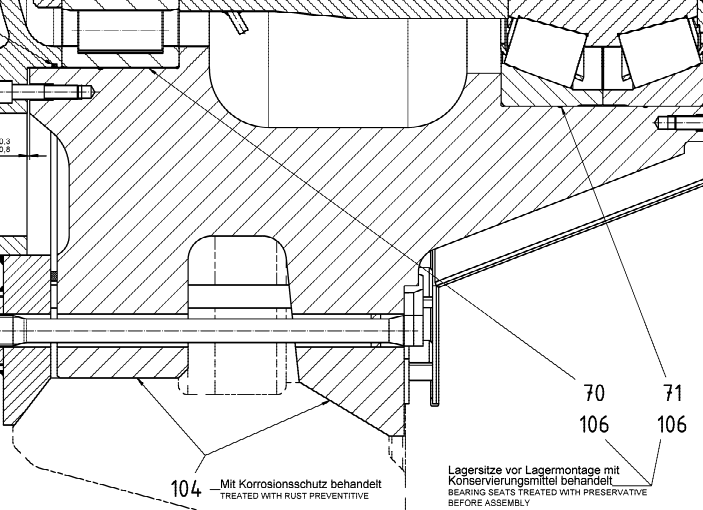 0,3
0,8
70
71
106
106
104
Mit Korrosionsschutz behandelt
TREATED WITH RUST PREVENTITIVE
Lagersitze vor Lagermontage mit
Konservierungsmittel behandelt
BEARING SEATS TREATED WITH PRESERVATIVE
BEFORE ASSEMBLY